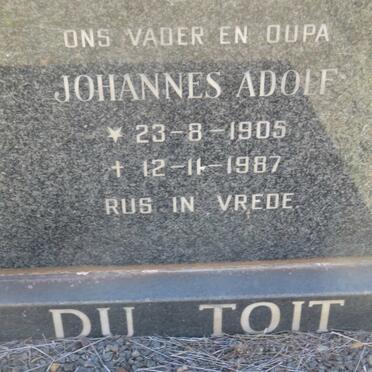 ONS VADER EN OUPA
JOHANNES ADOLF
★ 23-8-1905
✝ 12-11-1987
RUS IN VREDE
DU TOIT